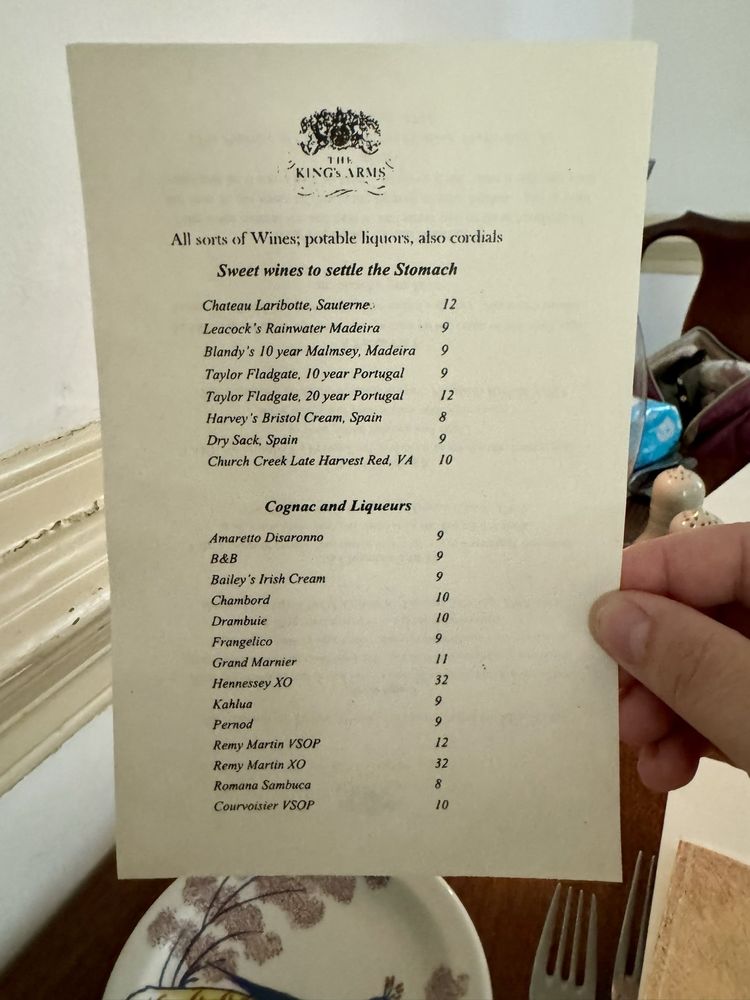 THE
KING's ARMS
All sorts of Wines; potable liquors, also cordials
Sweet wines to settle the Stomach
Chateau Laribotte, Sauterne. 12
Leacock's Rainwater Madeira 9
Blandy's 10 year Malmsey, Madeira 9
Taylor Fladgate, 10 year Portugal 9
Taylor Fladgate, 20 year Portugal 12
Harvey's Bristol Cream, Spain 8
Dry Sack, Spain 9
Church Creek Late Harvest Red, VA 10
Cognac and Liqueurs
Amaretto Disaronno 9
B&B 9
Bailey's Irish Cream 9
Chambord 10
Drambuie 10
Frangelico 9
Grand Marnier 11
Hennessey XO 32
Kahlua 9
Pernod 9
Remy Martin VSOP 12
Remy Martin XO 32
Romana Sambuca 8
Courvoisier VSOP 10